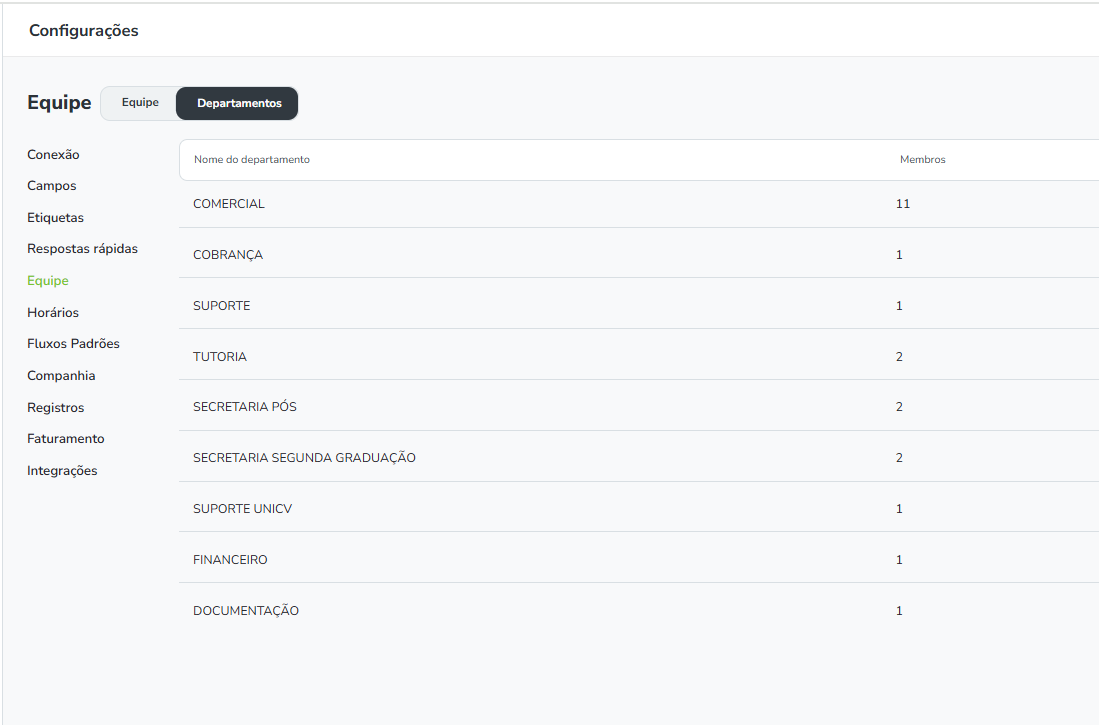 Configurações
Equipe Equipe Departamentos
Conexão
Campos
Etiquetas
Respostas rápidas
Equipe
Horários
Fluxos Padrões
Companhia
Registros
Faturamento
Integrações
Nome do departamento Membros
COMERCIAL 11
COBRANÇA 1
SUPORTE 1
TUTORIA 2
SECRETARIA PÓS 2
SECRETARIA SEGUNDA GRADUAÇÃO 2
SUPORTE UNICV 1
FINANCEIRO 1
DOCUMENTAÇÃO 1